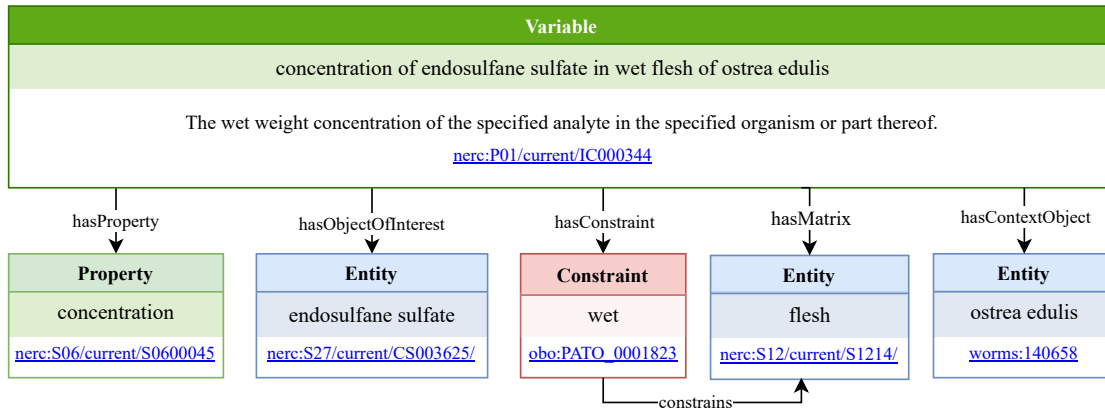 Variable
concentration of endosulfane sulfate in wet flesh of ostrea edulis
The wet weight concentration of the specified analyte in the specified organism or part thereof.
nerc:P01/current/IC000344
hasProperty
hasObjectOfInterest
hasConstraint
hasMatrix
hasContextObject
Property
concentration
nerc:S06/current/S0600045
Entity
endosulfane sulfate
nerc:S27/current/CS003625/
Constraint
wet
obo:PATO_0001823
Entity
flesh
nerc:S12/current/S1214/
Entity
ostrea edulis
worms:140658
constrains